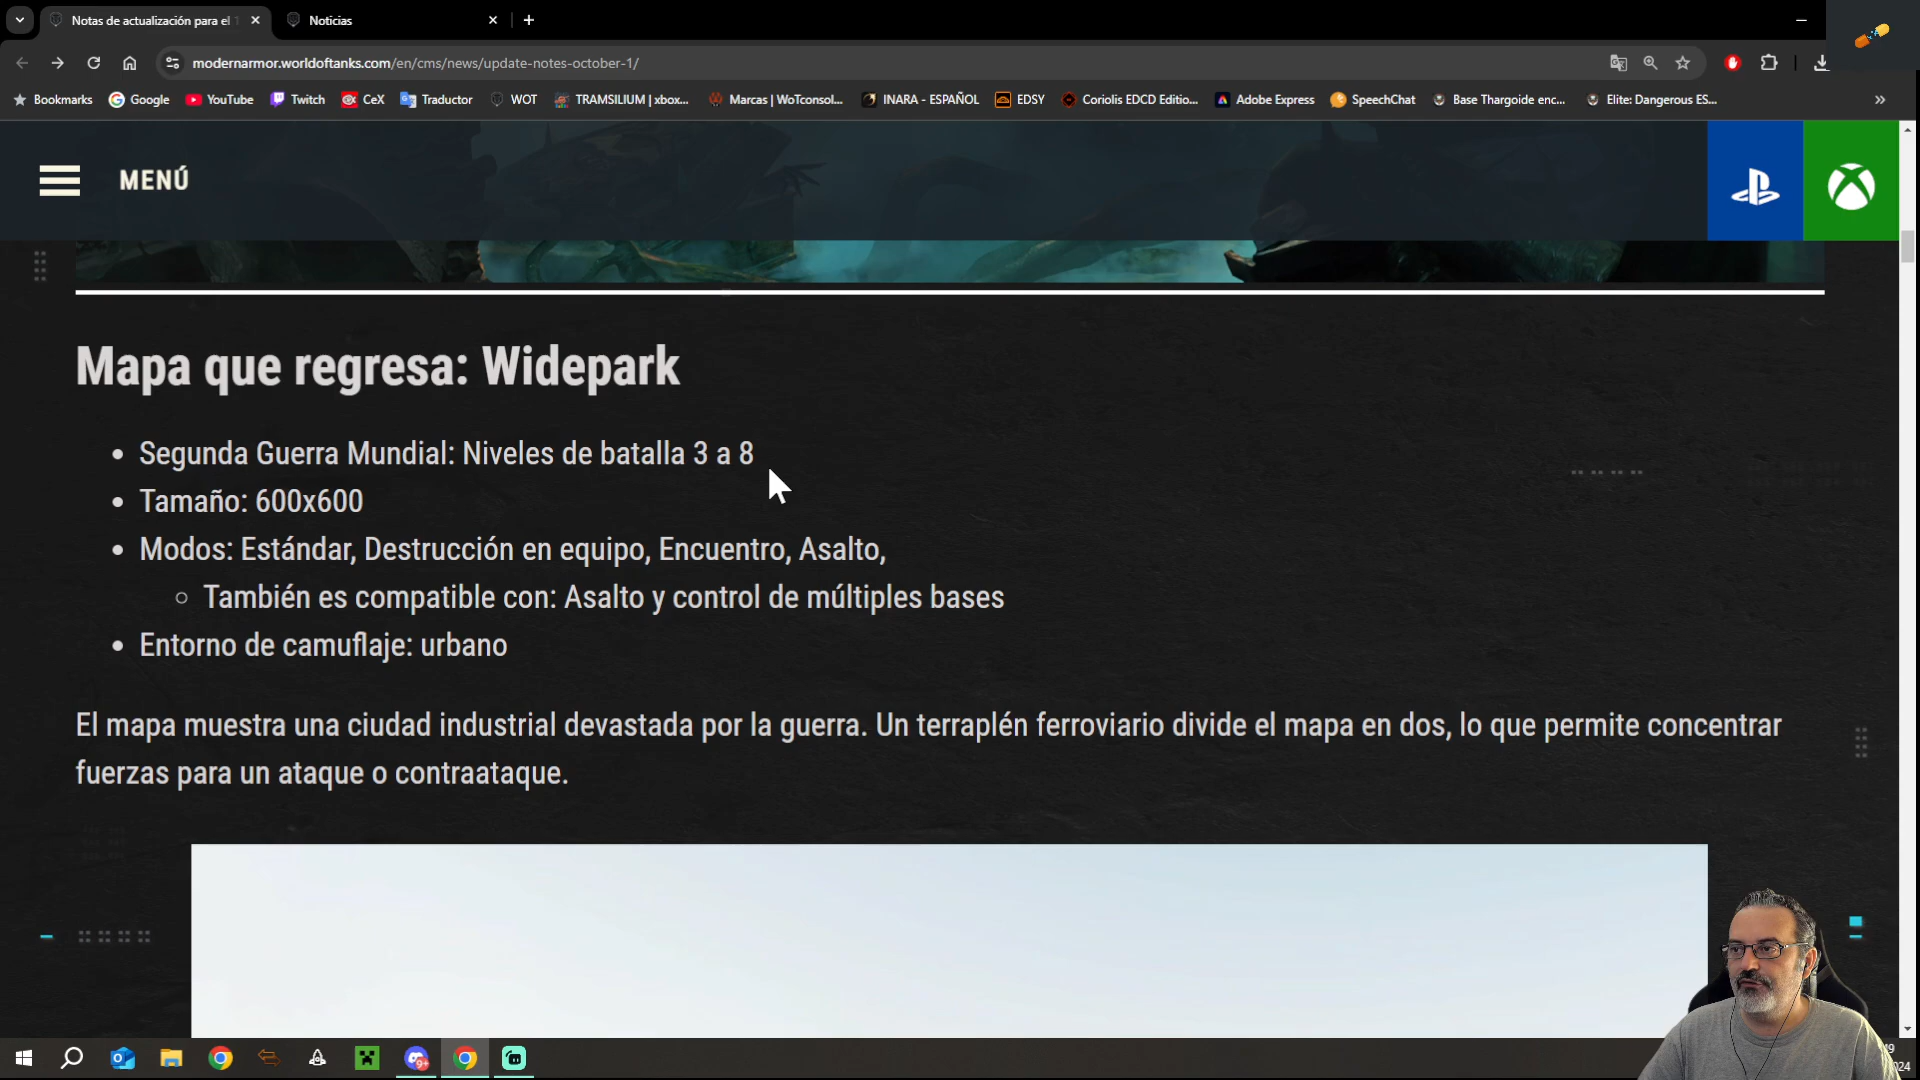 Notas de actualización para el 1
Noticias
modernarmor.worldoftanks.com/en/cms/news/update-notes-october-1/
Bookmarks Google YouTube Twitch CeX Traductor WOT TRAMSILIUM | xbox... Marcas | WoTconsol... INARA - ESPAÑOL EDSY Coriolis EDCD Editio... Adobe Express SpeechChat Base Thargoide enc... Elite: Dangerous ES... »
MENÚ
Mapa que regresa: Widepark
• Segunda Guerra Mundial: Niveles de batalla 3 a 8
• Tamaño: 600x600
• Modos: Estándar, Destrucción en equipo, Encuentro, Asalto,
○ También es compatible con: Asalto y control de múltiples bases
• Entorno de camuflaje: urbano
El mapa muestra una ciudad industrial devastada por la guerra. Un terraplén ferroviario divide el mapa en dos, lo que permite concentrar
fuerzas para un ataque o contraataque.